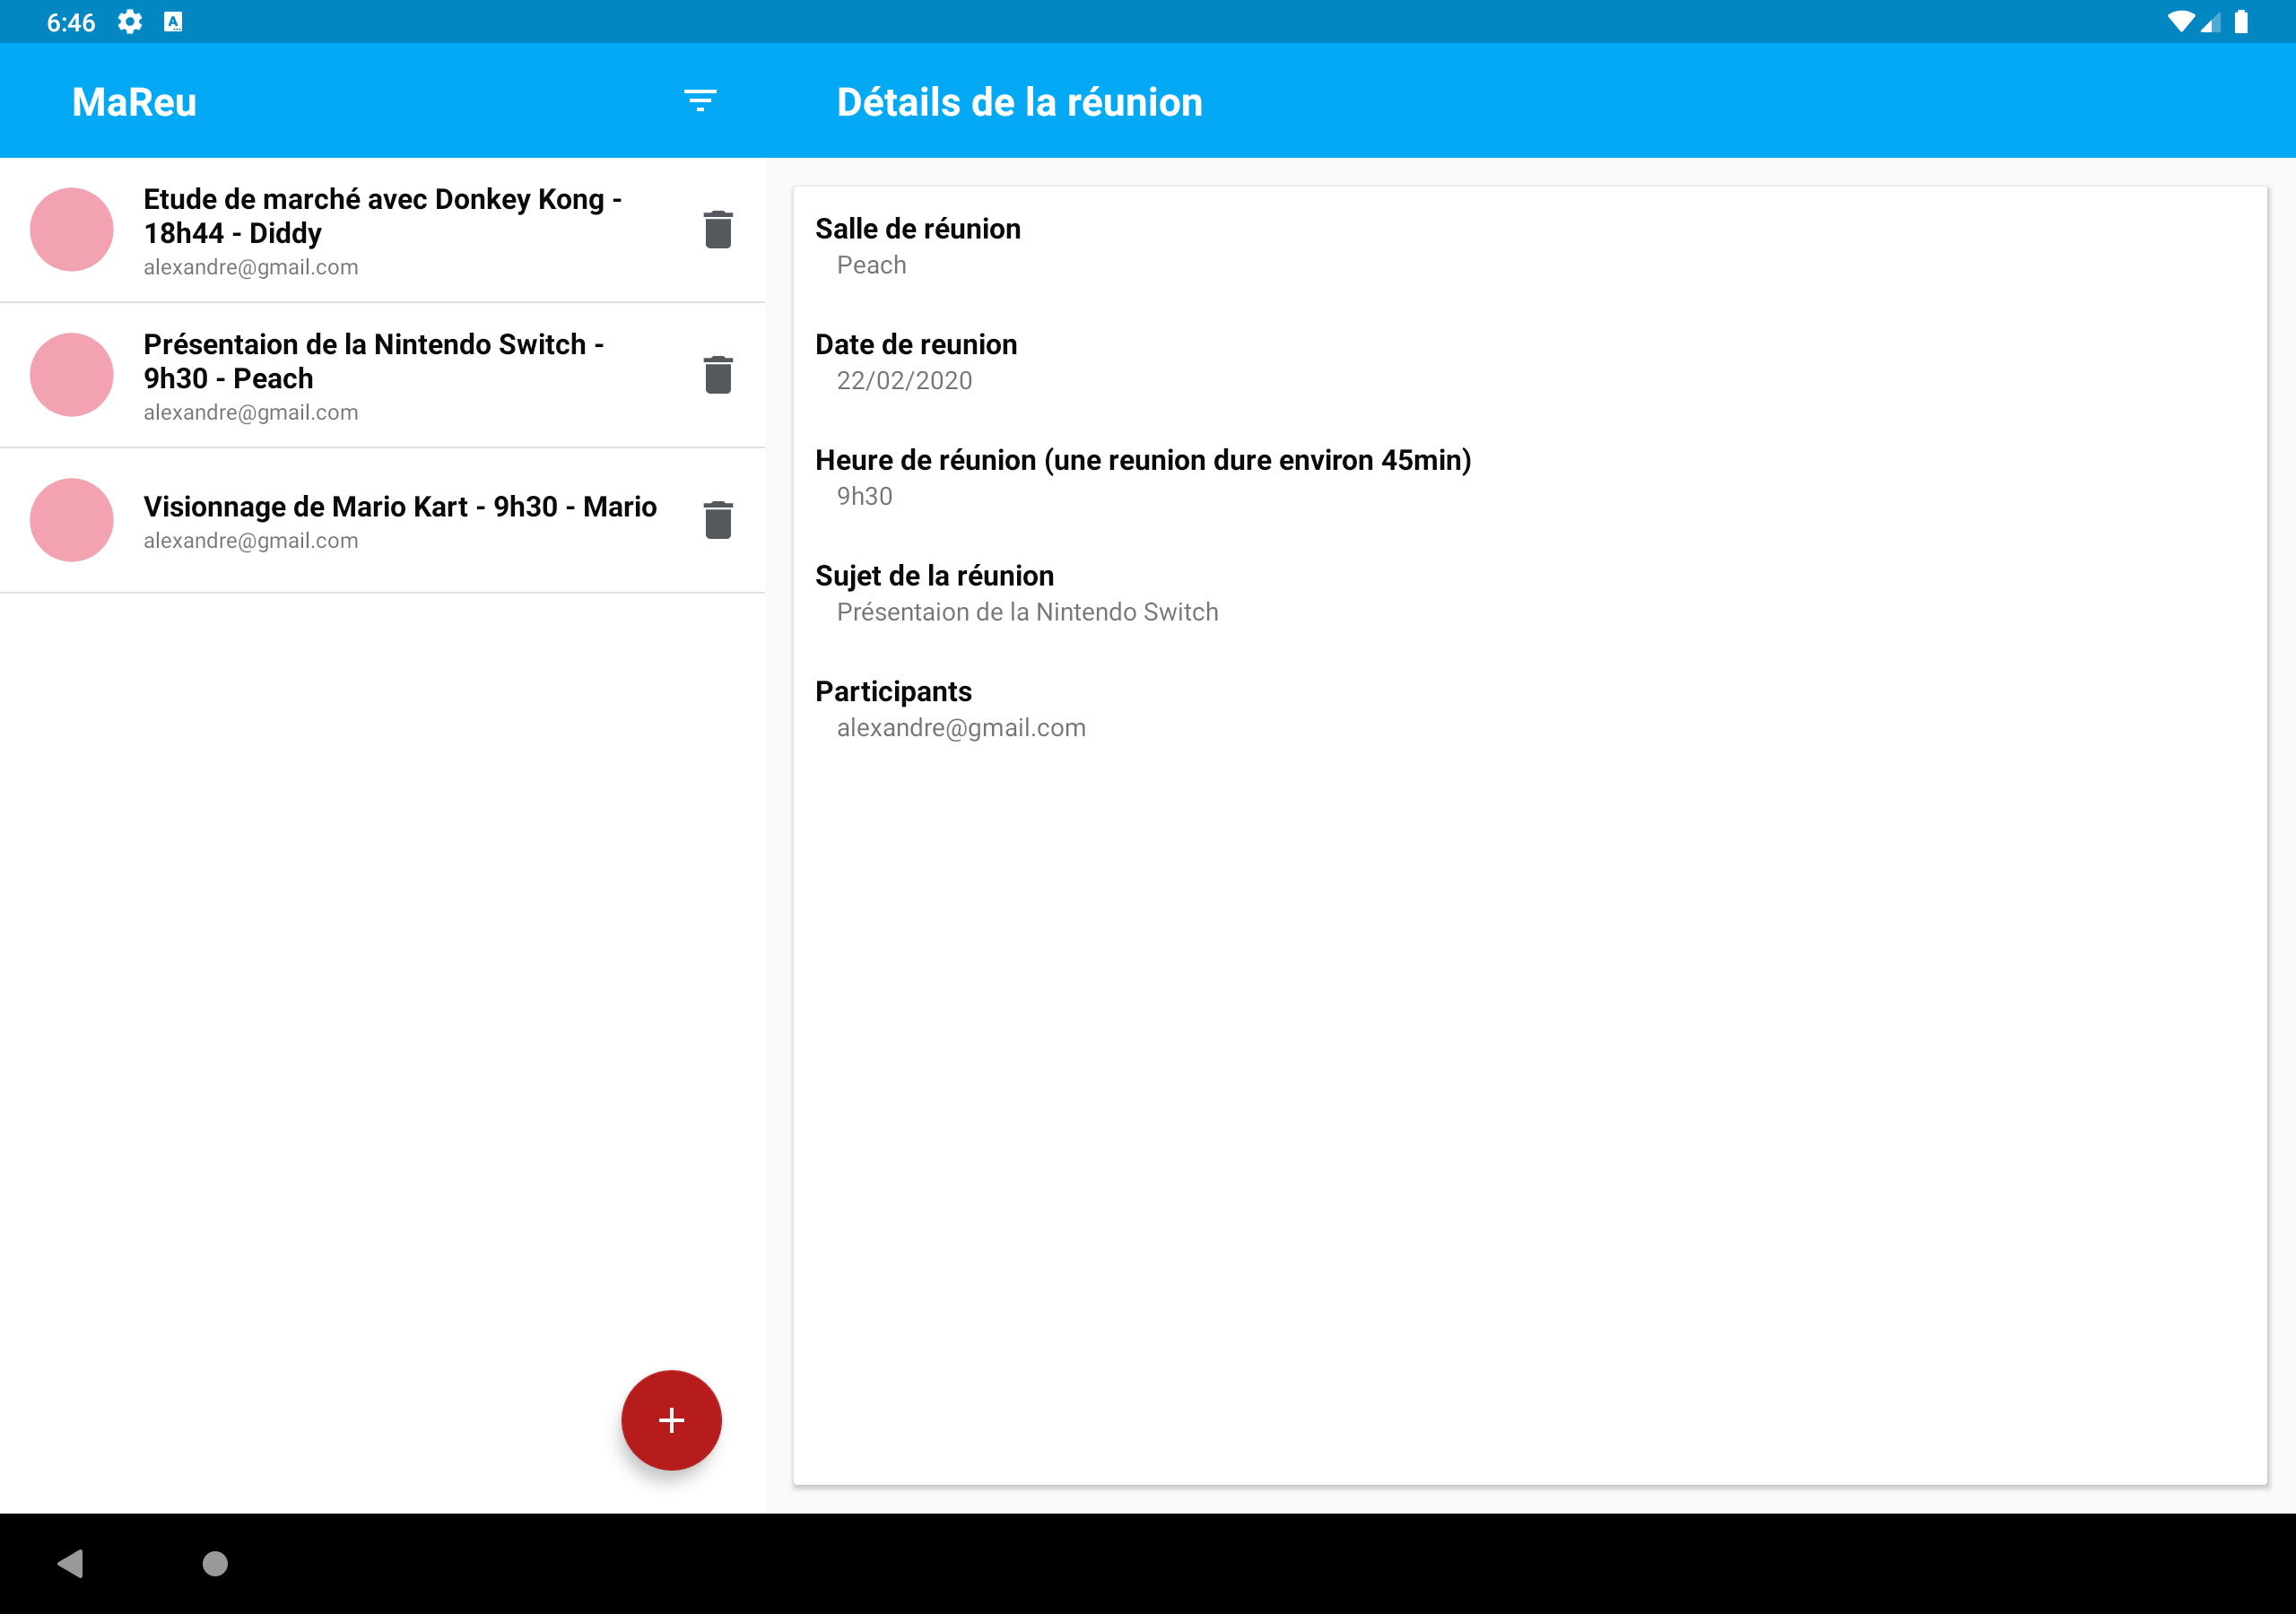 6:46
MaReu
Détails de la réunion
Etude de marché avec Donkey Kong -
18h44 - Diddy
alexandre@gmail.com
Présentaion de la Nintendo Switch -
9h30 - Peach
alexandre@gmail.com
Visionnage de Mario Kart - 9h30 - Mario
alexandre@gmail.com
Salle de réunion
Peach
Date de reunion
22/02/2020
Heure de réunion (une reunion dure environ 45min)
9h30
Sujet de la réunion
Présentaion de la Nintendo Switch
Participants
alexandre@gmail.com